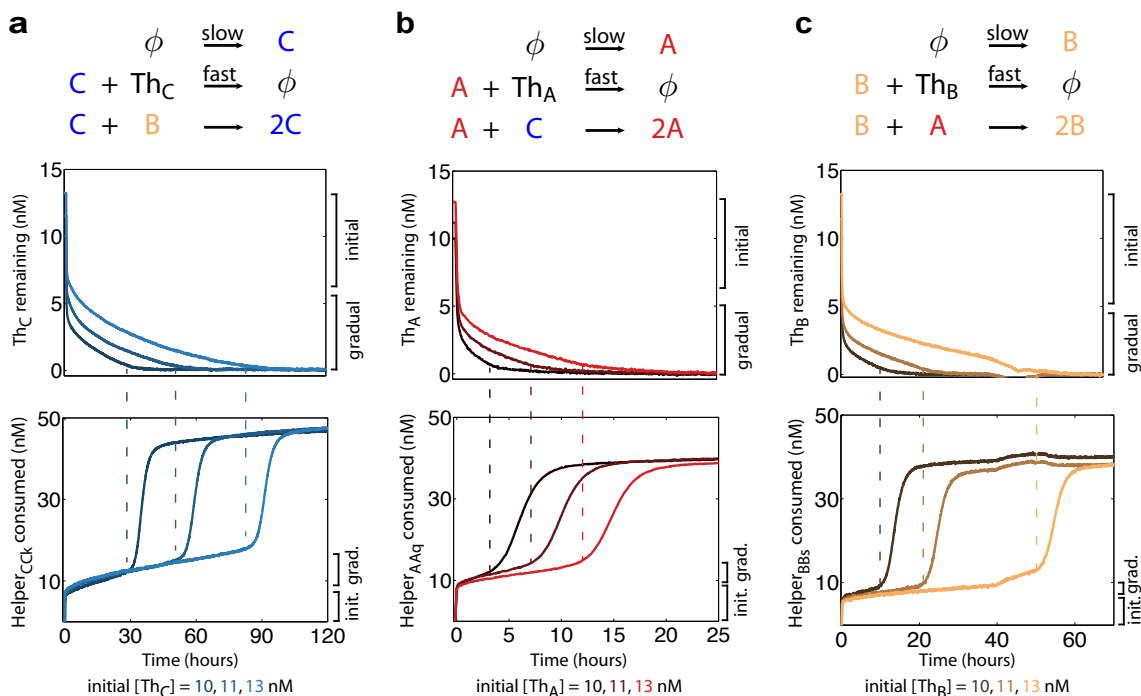 a
ϕ slow C
C + Th_C fast ϕ
C + B 2C
15
10
5
0
Th_C remaining (nM)
initial
gradual
50
30
10
Helper_CCk consumed (nM)
init. grad.
0 30 60 90 120
Time (hours)
initial [Th_C] = 10, 11, 13 nM
b
ϕ slow A
A + Th_A fast ϕ
A + C 2A
15
10
5
0
Th_A remaining (nM)
initial
gradual
50
30
10
Helper_AAq consumed (nM)
init. grad.
0 5 10 15 20 25
Time (hours)
initial [Th_A] = 10, 11, 13 nM
c
ϕ slow B
B + Th_B fast ϕ
B + A 2B
15
10
5
0
Th_B remaining (nM)
initial
gradual
50
30
10
Helper_BBs consumed (nM)
init. grad.
0 20 40 60
Time (hours)
initial [Th_B] = 10, 11, 13 nM